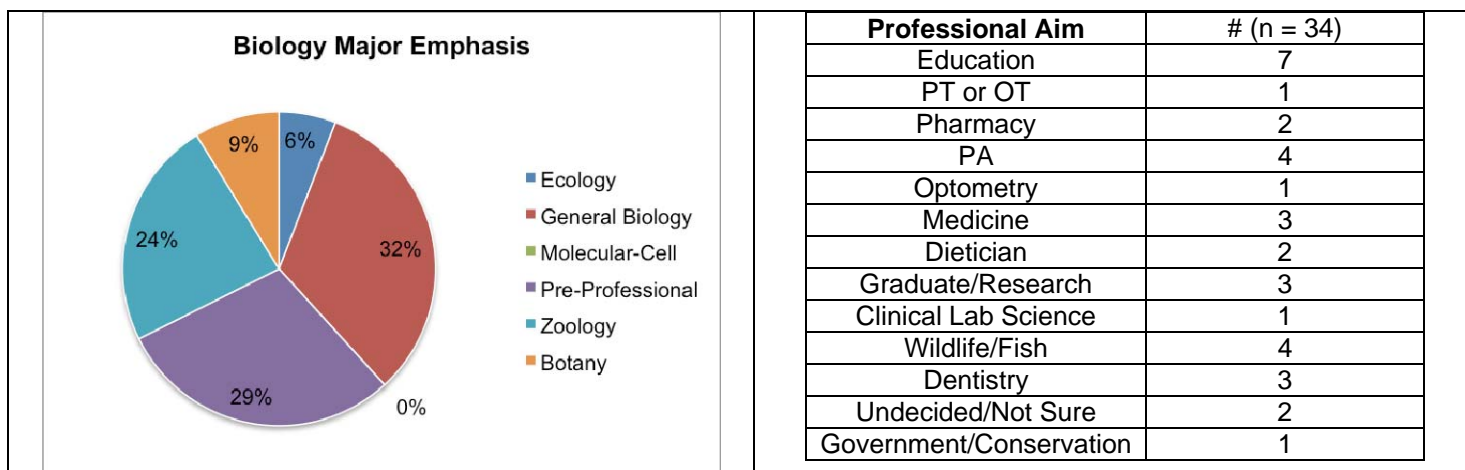 Biology Major Emphasis
6%
32%
0%
29%
24%
9%
Ecology
General Biology
Molecular-Cell
Pre-Professional
Zoology
Botany
Professional Aim # (n = 34)
Education 7
PT or OT 1
Pharmacy 2
PA 4
Optometry 1
Medicine 3
Dietician 2
Graduate/Research 3
Clinical Lab Science 1
Wildlife/Fish 4
Dentistry 3
Undecided/Not Sure 2
Government/Conservation 1